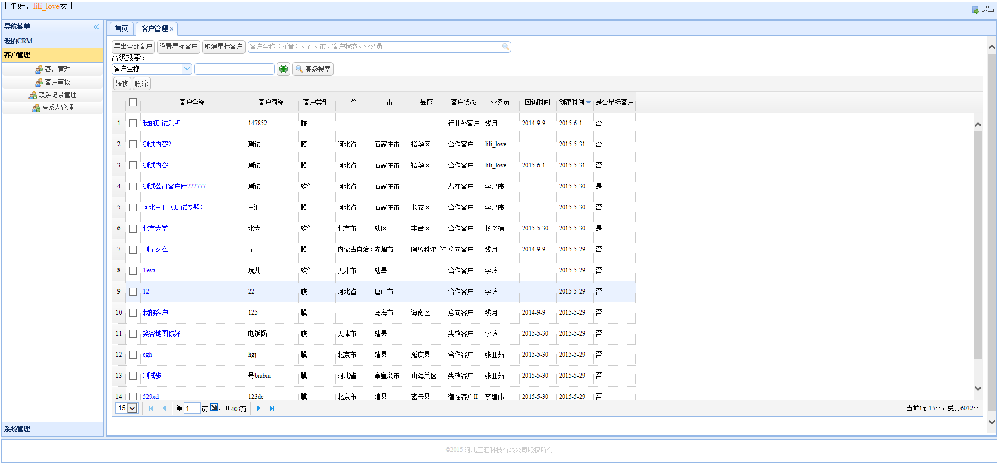 上午好，lili_love女士
退出
导航菜单
我的CRM
客户管理
客户管理
客户审核
联系记录管理
联系人管理
系统管理
首页 客户管理
导出全部客户 设置星标客户 取消星标客户 客户全称（拼音）、省、市、客户状态、业务员
高级搜索：
客户全称 高级搜索
转移 删除
客户全称 客户简称 客户类型 省 市 县区 客户状态 业务员 回访时间 创建时间 是否星标客户
1 我的测试乐虎 147852 胶 行业外客户 钱月 2014-9-9 2015-6-1 否
2 测试内容2 测试 膜 河北省 石家庄市 裕华区 合作客户 lili_love 2015-5-31 否
3 测试内容 测试 膜 河北省 石家庄市 裕华区 合作客户 lili_love 2015-6-1 2015-5-31 否
4 测试公司客户库777777 测试 软件 河北省 石家庄市 潜在客户 李建伟 2015-5-30 是
5 河北三汇（测试专题） 三汇 膜 河北省 石家庄市 长安区 合作客户 李建伟 2015-5-30 否
6 北京大学 北大 软件 北京市 辖区 丰台区 合作客户 杨晓楠 2015-5-30 2015-5-30 是
7 删了女么 了 膜 内蒙古自治区 赤峰市 阿鲁科尔沁旗 意向客户 钱月 2014-9-9 2015-5-29 否
8 Teva 玩儿 软件 天津市 辖县 合作客户 李玲 2015-5-29 否
9 12 22 胶 河北省 唐山市 合作客户 李玲 2015-5-29 否
10 我的客户 125 膜 乌海市 海南区 意向客户 钱月 2014-9-9 2015-5-29 否
11 笑容地图你好 电饭锅 胶 天津市 辖县 失效客户 李玲 2015-5-30 2015-5-29 否
12 cgh hgj 膜 北京市 辖县 延庆县 合作客户 张亚茹 2015-5-30 2015-5-29 否
13 测试步 号biubiu 膜 河北省 秦皇岛市 山海关区 失效客户 张亚茹 2015-5-30 2015-5-29 否
14 529xd 123dc 膜 北京市 辖县 密云县 潜在客户II 李建伟 2015-5-30 2015-5-29 否
15 第 1 页 ，共403页 当前1到15条，总共6032条
©2015 河北三汇科技有限公司版权所有